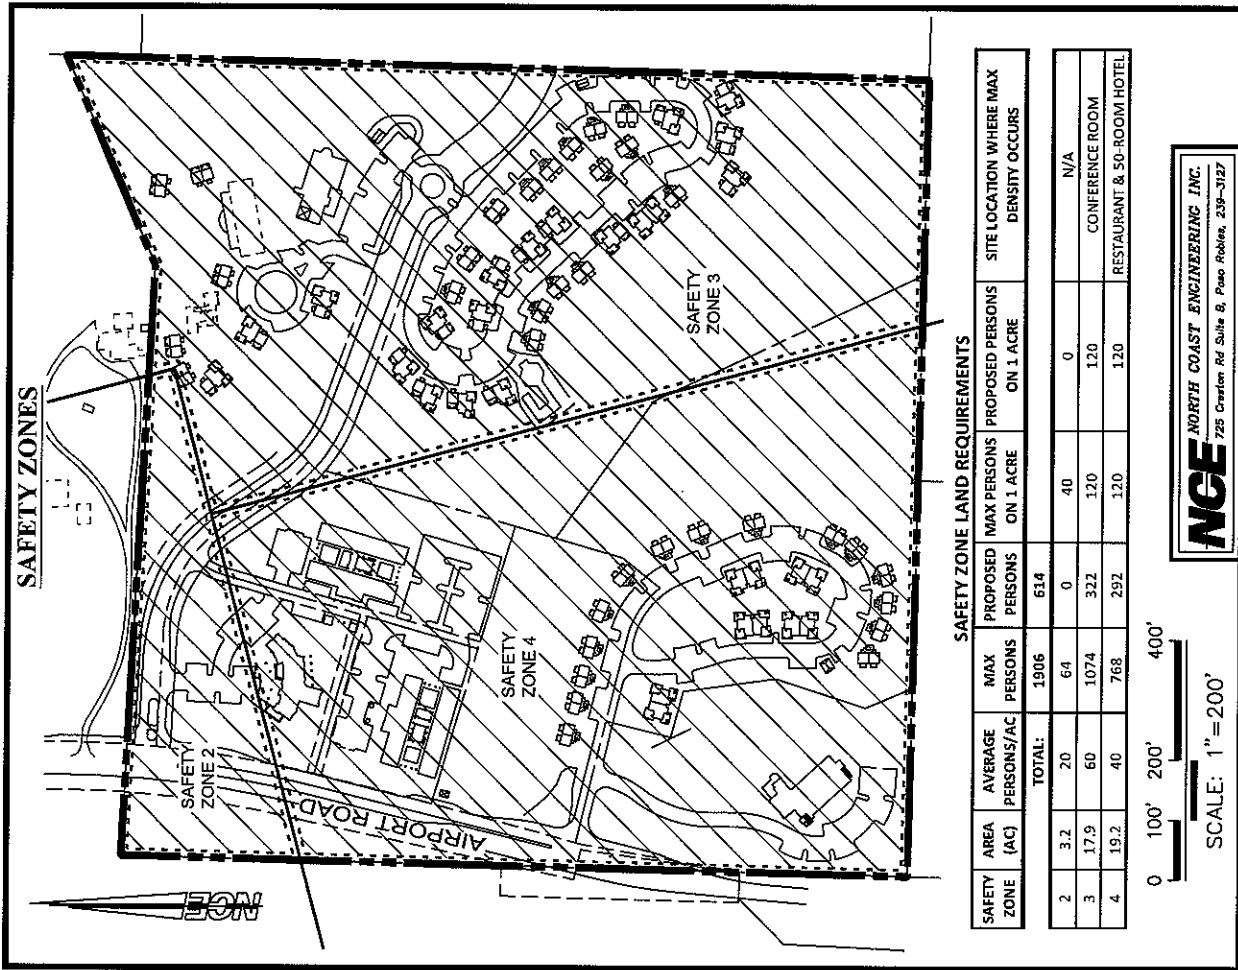 SAFETY ZONES
SAFETY
ZONE 2
SAFETY
ZONE 3
SAFETY
ZONE 4
AIRPORT ROAD
NCE
SAFETY ZONE LAND REQUIREMENTS
SAFETY ZONE AREA (AC) AVERAGE PERSONS/AC MAX PERSONS PROPOSED PERSONS MAX PERSONS ON 1 ACRE PROPOSED PERSONS ON 1 ACRE SITE LOCATION WHERE MAX DENSITY OCCURS
TOTAL: 1906 614
2 3.2 20 64 0 40 0 N/A
3 17.9 60 1074 322 120 120 CONFERENCE ROOM
4 19.2 40 768 292 120 120 RESTAURANT & 50-ROOM HOTEL
0 100' 200' 400'
SCALE: 1"=200'
NCE NORTH COAST ENGINEERING INC.
725 Creston Rd Suite B, Paso Robles, 239-3127